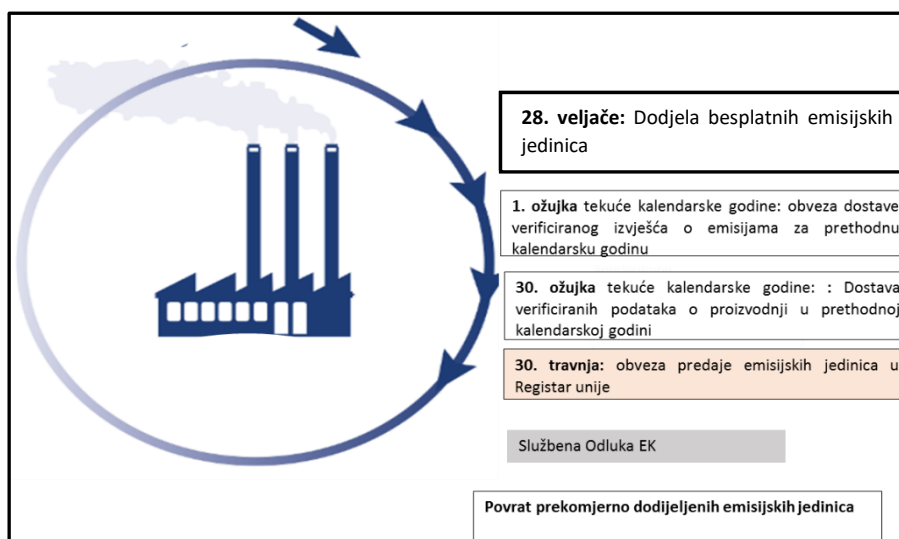 28. veljače: Dodjela besplatnih emisijskih
jedinica
1. ožujka tekuće kalendarske godine: obveza dostave
verificiranog izvješća o emisijama za prethodnu
kalendarsku godinu
30. ožujka tekuće kalendarske godine: : Dostava
verificiranih podataka o proizvodnji u prethodnoj
kalendarskoj godini
30. travnja: obveza predaje emisijskih jedinica u
Registar unije
Službena Odluka EK
Povrat prekomjerno dodijeljenih emisijskih jedinica